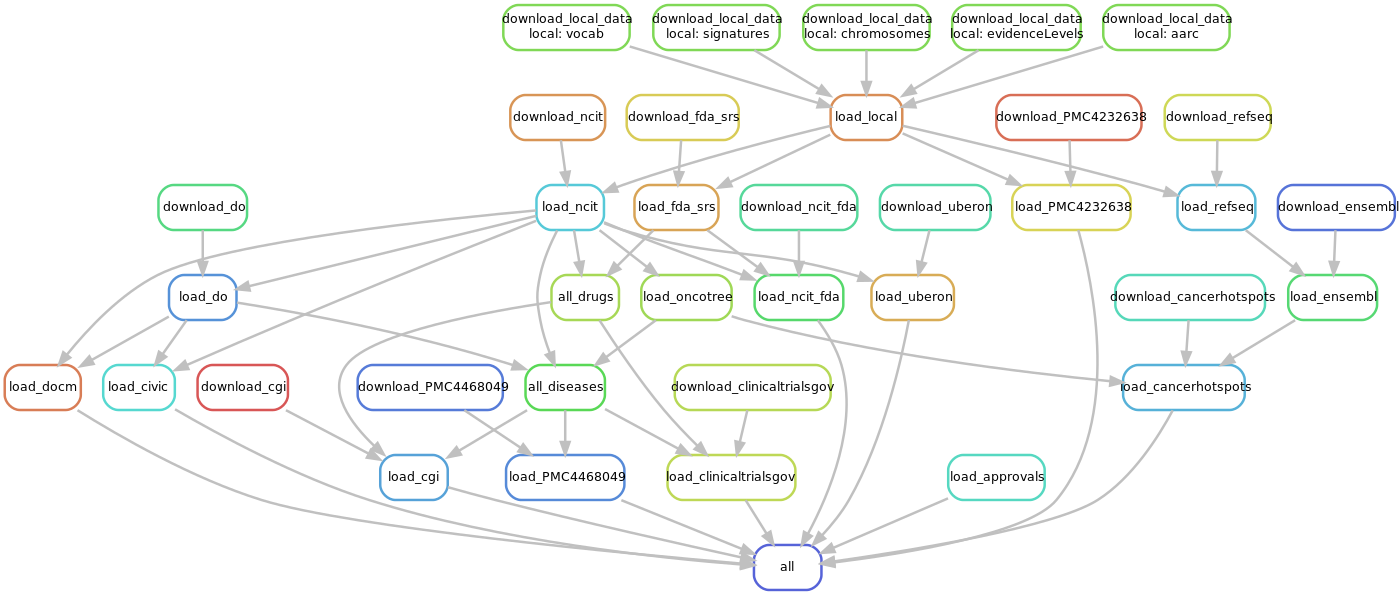 download_local_data
local: vocab
download_local_data
local: signatures
download_local_data
local: chromosomes
download_local_data
local: evidenceLevels
download_local_data
local: aarc
download_ncit
download_fda_srs
load_local
download_PMC4232638
download_refseq
download_do
load_ncit
load_fda_srs
download_ncit_fda
download_uberon
load_PMC4232638
load_refseq
download_ensembl
load_do
all_drugs
load_oncotree
load_ncit_fda
load_uberon
download_cancerhotspots
load_ensembl
load_docm
load_civic
download_cgi
download_PMC4468049
all_diseases
download_clinicaltrialsgov
load_cancerhotspots
load_cgi
load_PMC4468049
load_clinicaltrialsgov
load_approvals
all